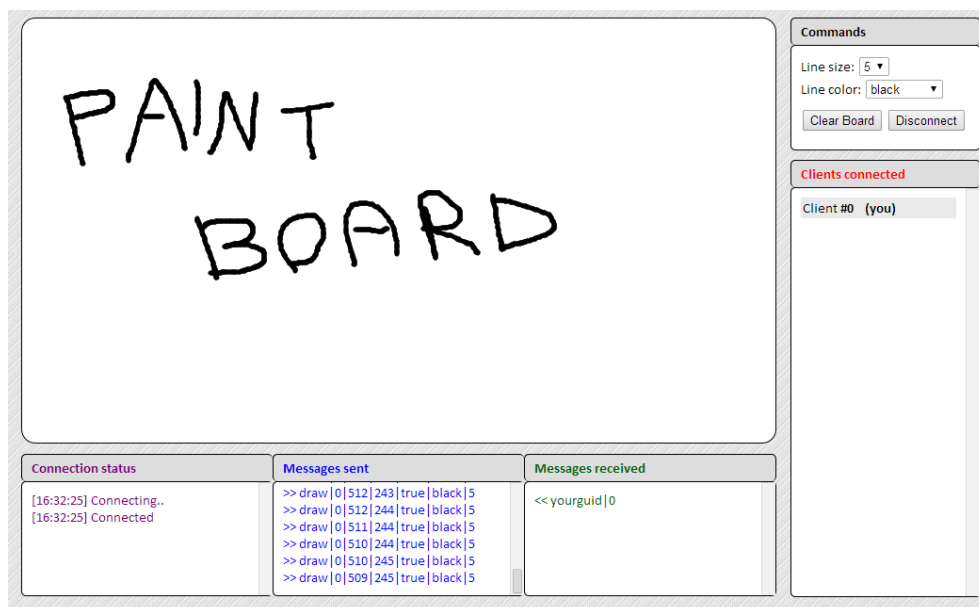 PAINT
BOARD
Commands
Line size: 5
Line color: black
Clear Board Disconnect
Clients connected
Client #0 (you)
Connection status
[16:32:25] Connecting..
[16:32:25] Connected
Messages sent
>> draw|0|512|243|true|black|5
>> draw|0|512|244|true|black|5
>> draw|0|511|244|true|black|5
>> draw|0|510|244|true|black|5
>> draw|0|510|245|true|black|5
>> draw|0|509|245|true|black|5
Messages received
<< yourguid|0